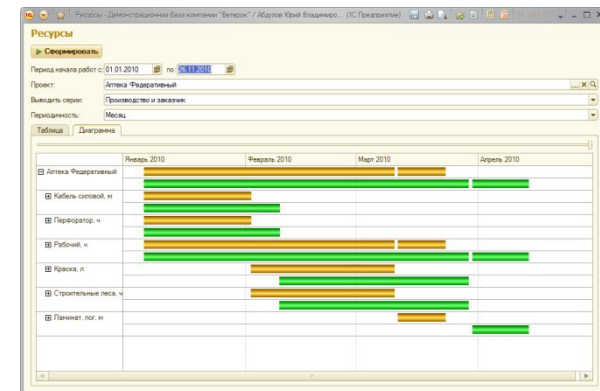 Ресурсы - Демонстрационная база компании "Ветерок" / Абдулов Юрий Владимиро... (1С:Предприятие)
Ресурсы
Сформировать
Период начала работ с: 01.01.2010 по: 26.11.2010
Проект: Аптека Федеративный
Выводить серии: Производство и заказчик
Периодичность: Месяц
Таблица Диаграмма
Январь 2010 Февраль 2010 Март 2010 Апрель 2010
Аптека Федеративный
Кабель силовой, м
Перфоратор, ч
Рабочий, ч
Краска, л
Строительные леса, ч
Ламинат, пог. м